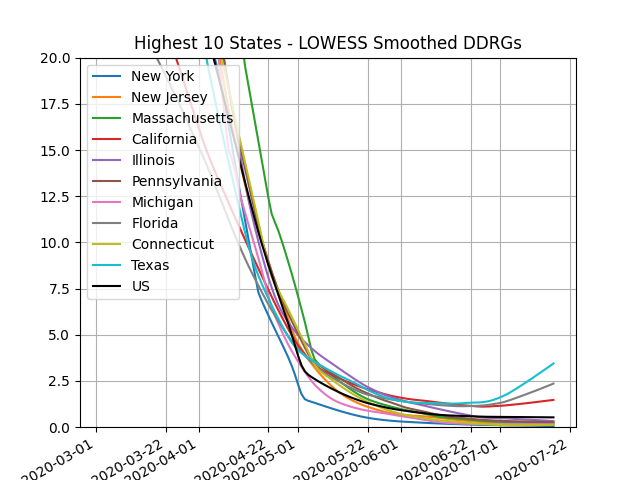 Highest 10 States - LOWESS Smoothed DDRGs
20.0
17.5
15.0
12.5
10.0
7.5
5.0
2.5
0.0
New York
New Jersey
Massachusetts
California
Illinois
Pennsylvania
Michigan
Florida
Connecticut
Texas
US
2020-03-01
2020-03-22
2020-04-01
2020-04-22
2020-05-01
2020-05-22
2020-06-01
2020-06-22
2020-07-01
2020-07-22